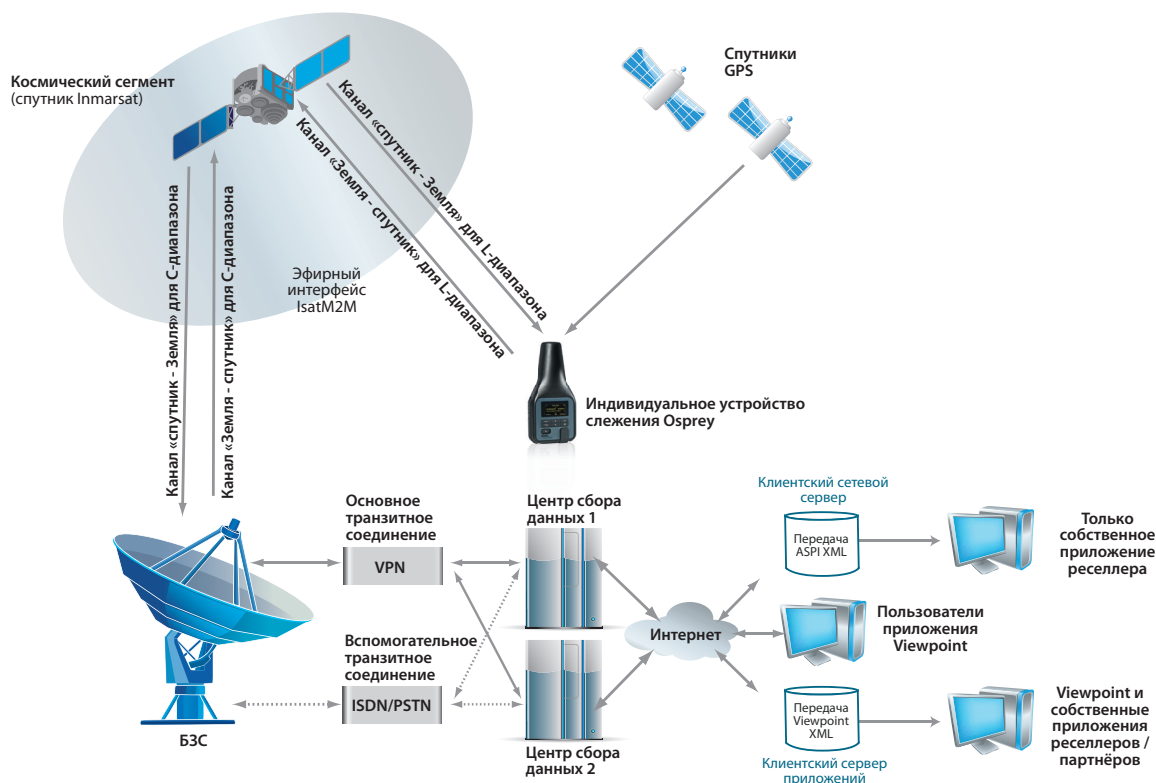 Космический сегмент
(спутник Inmarsat)
Спутники
GPS
Канал «спутник - Земля» для L-диапазона
Канал «Земля - спутник» для L-диапазона
Канал «спутник - Земля» для С-диапазона
Канал «Земля - спутник» для С-диапазона
Эфирный
интерфейс
IsatM2M
Индивидуальное устройство
слежения Osprey
Основное
транзитное
соединение
VPN
Вспомогательное
транзитное
соединение
ISDN/PSTN
БЗС
Центр сбора
данных 1
Центр сбора
данных 2
Интернет
Клиентский сетевой
сервер
Передача
ASPI XML
Только
собственное
приложение
реселлера
Пользователи
приложения
Viewpoint
Передача
Viewpoint
XML
Клиентский сервер
приложений
Viewpoint и
собственные
приложения
реселлеров /
партнёров